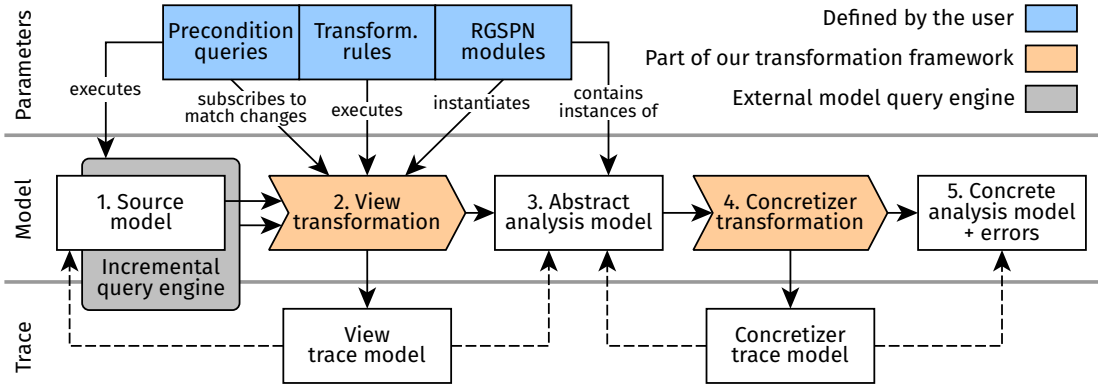 Parameters
Precondition
queries
Transform.
rules
RGSPN
modules
Defined by the user
Part of our transformation framework
External model query engine
executes
subscribes to
match changes
executes
instantiates
contains
instances of
Model
1. Source
model
Incremental
query engine
2. View
transformation
3. Abstract
analysis model
4. Concretizer
transformation
5. Concrete
analysis model
+ errors
Trace
View
trace model
Concretizer
trace model